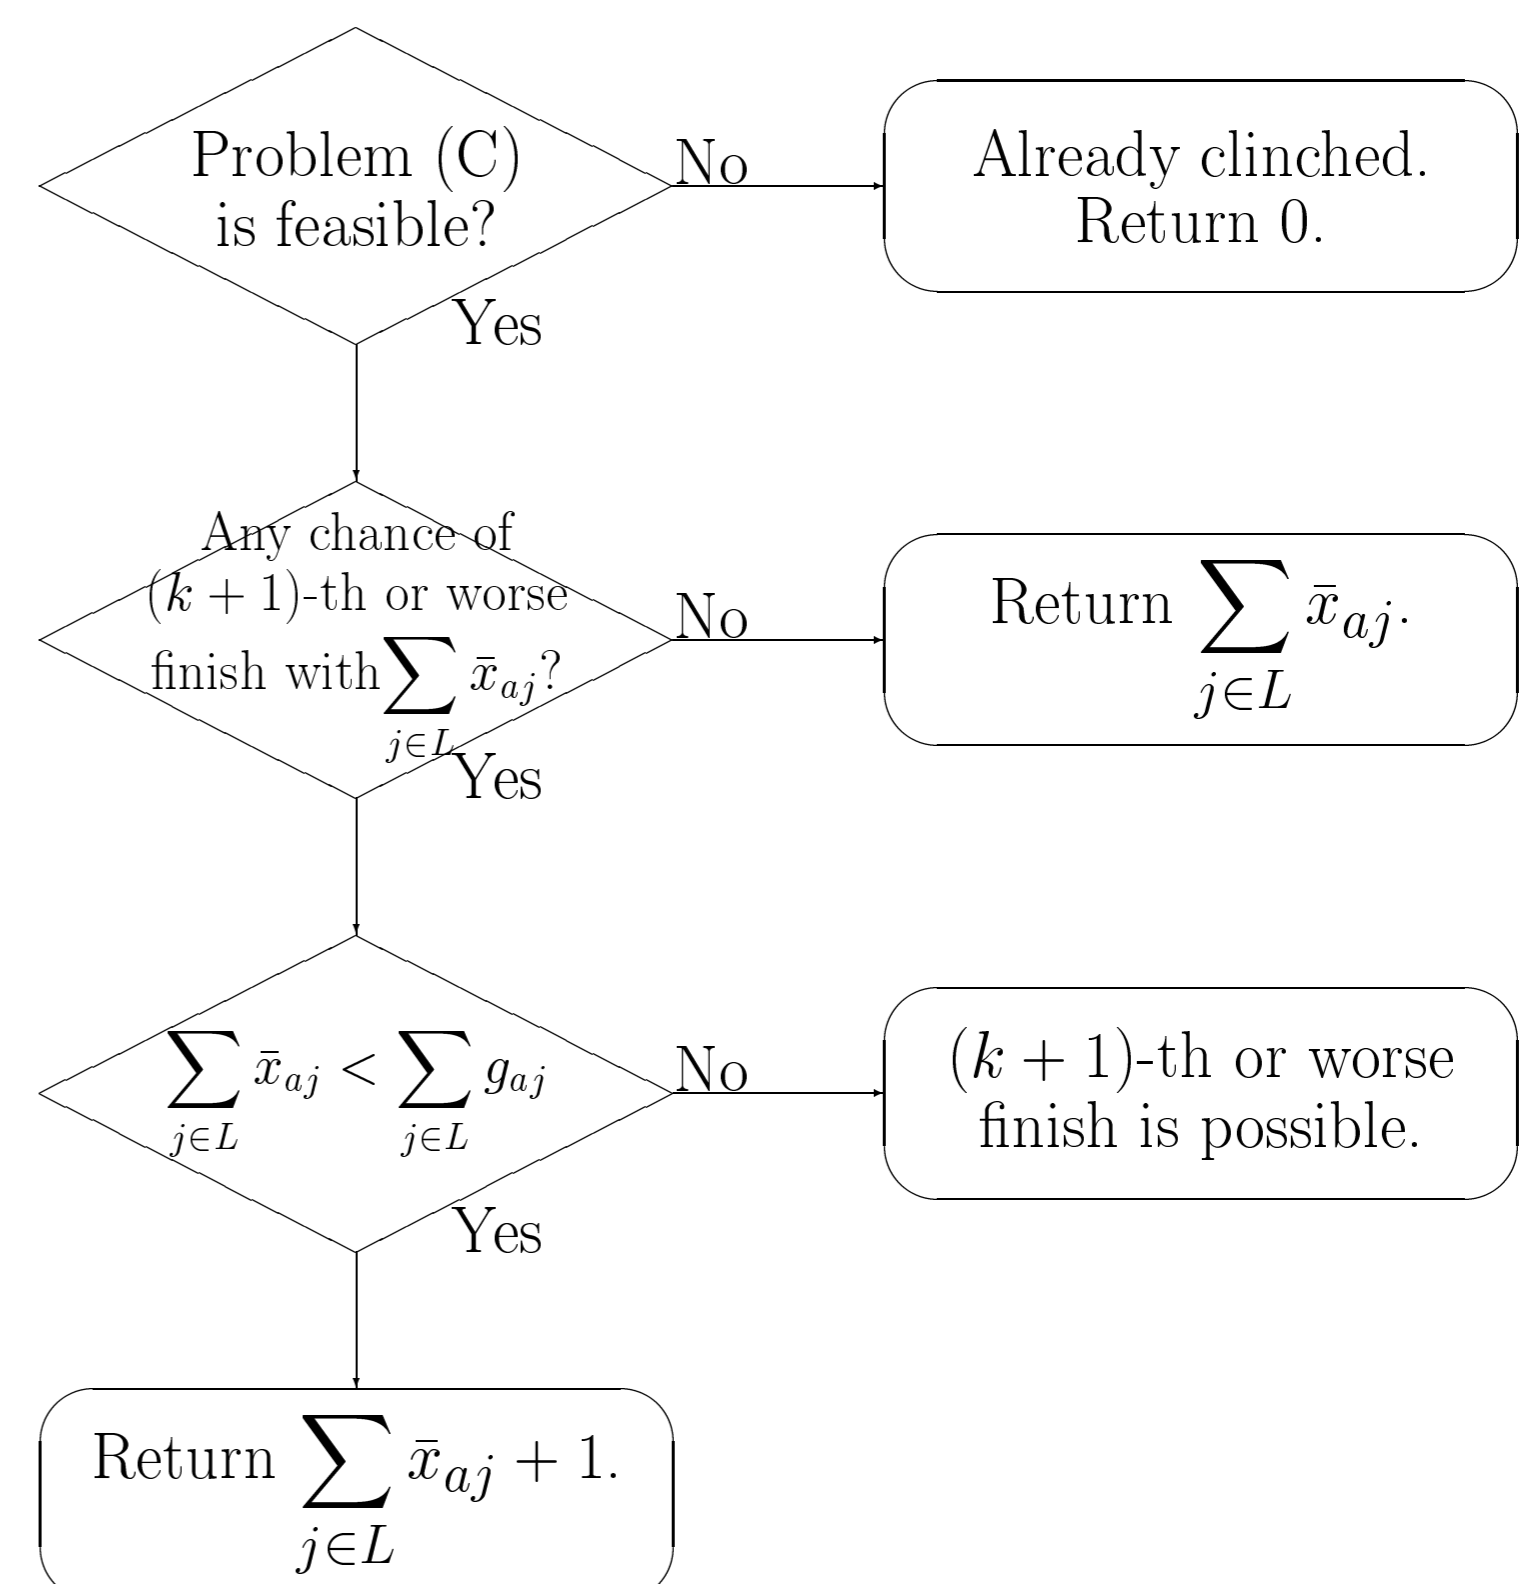 Problem (C)
is feasible?
No
Already clinched.
Return 0.
Yes
Any chance of
(k + 1)-th or worse
finish with ∑_{j∈L} x̄_{aj}?
No
Return ∑_{j∈L} x̄_{aj}.
Yes
∑_{j∈L} x̄_{aj} < ∑_{j∈L} g_{aj}
No
(k + 1)-th or worse
finish is possible.
Yes
Return ∑_{j∈L} x̄_{aj} + 1.